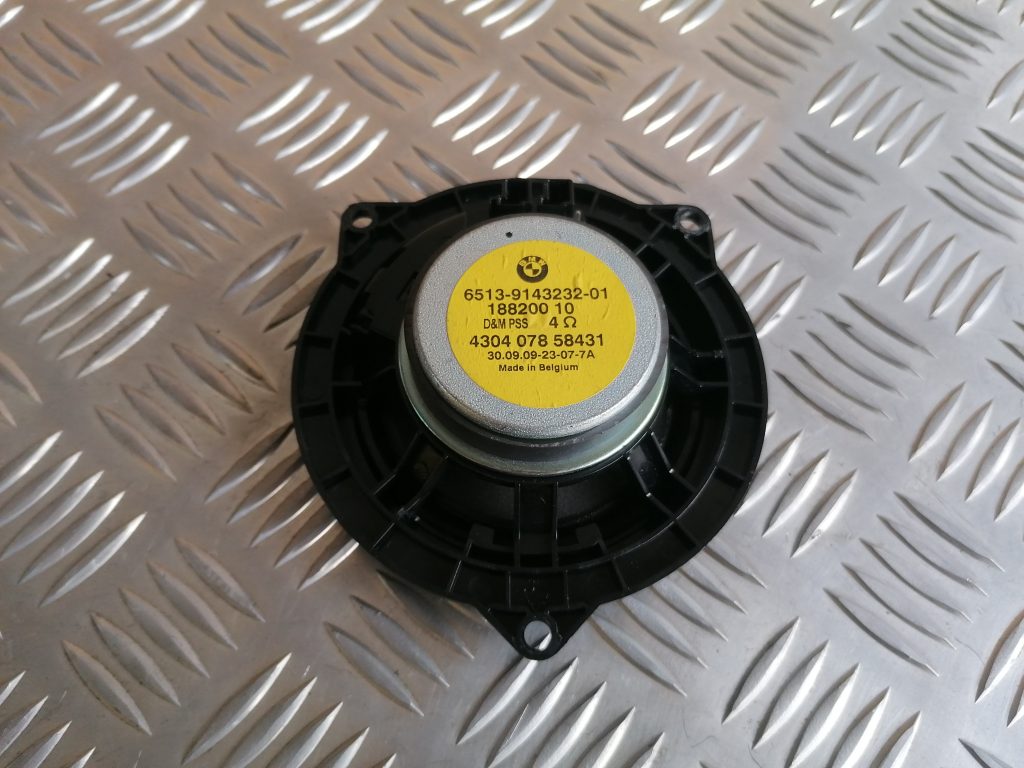 BMW
6513-9143232-01
188200 10
D&M PSS 4 Ω
4304 078 58431
30.09.09-23-07-7A
Made in Belgium